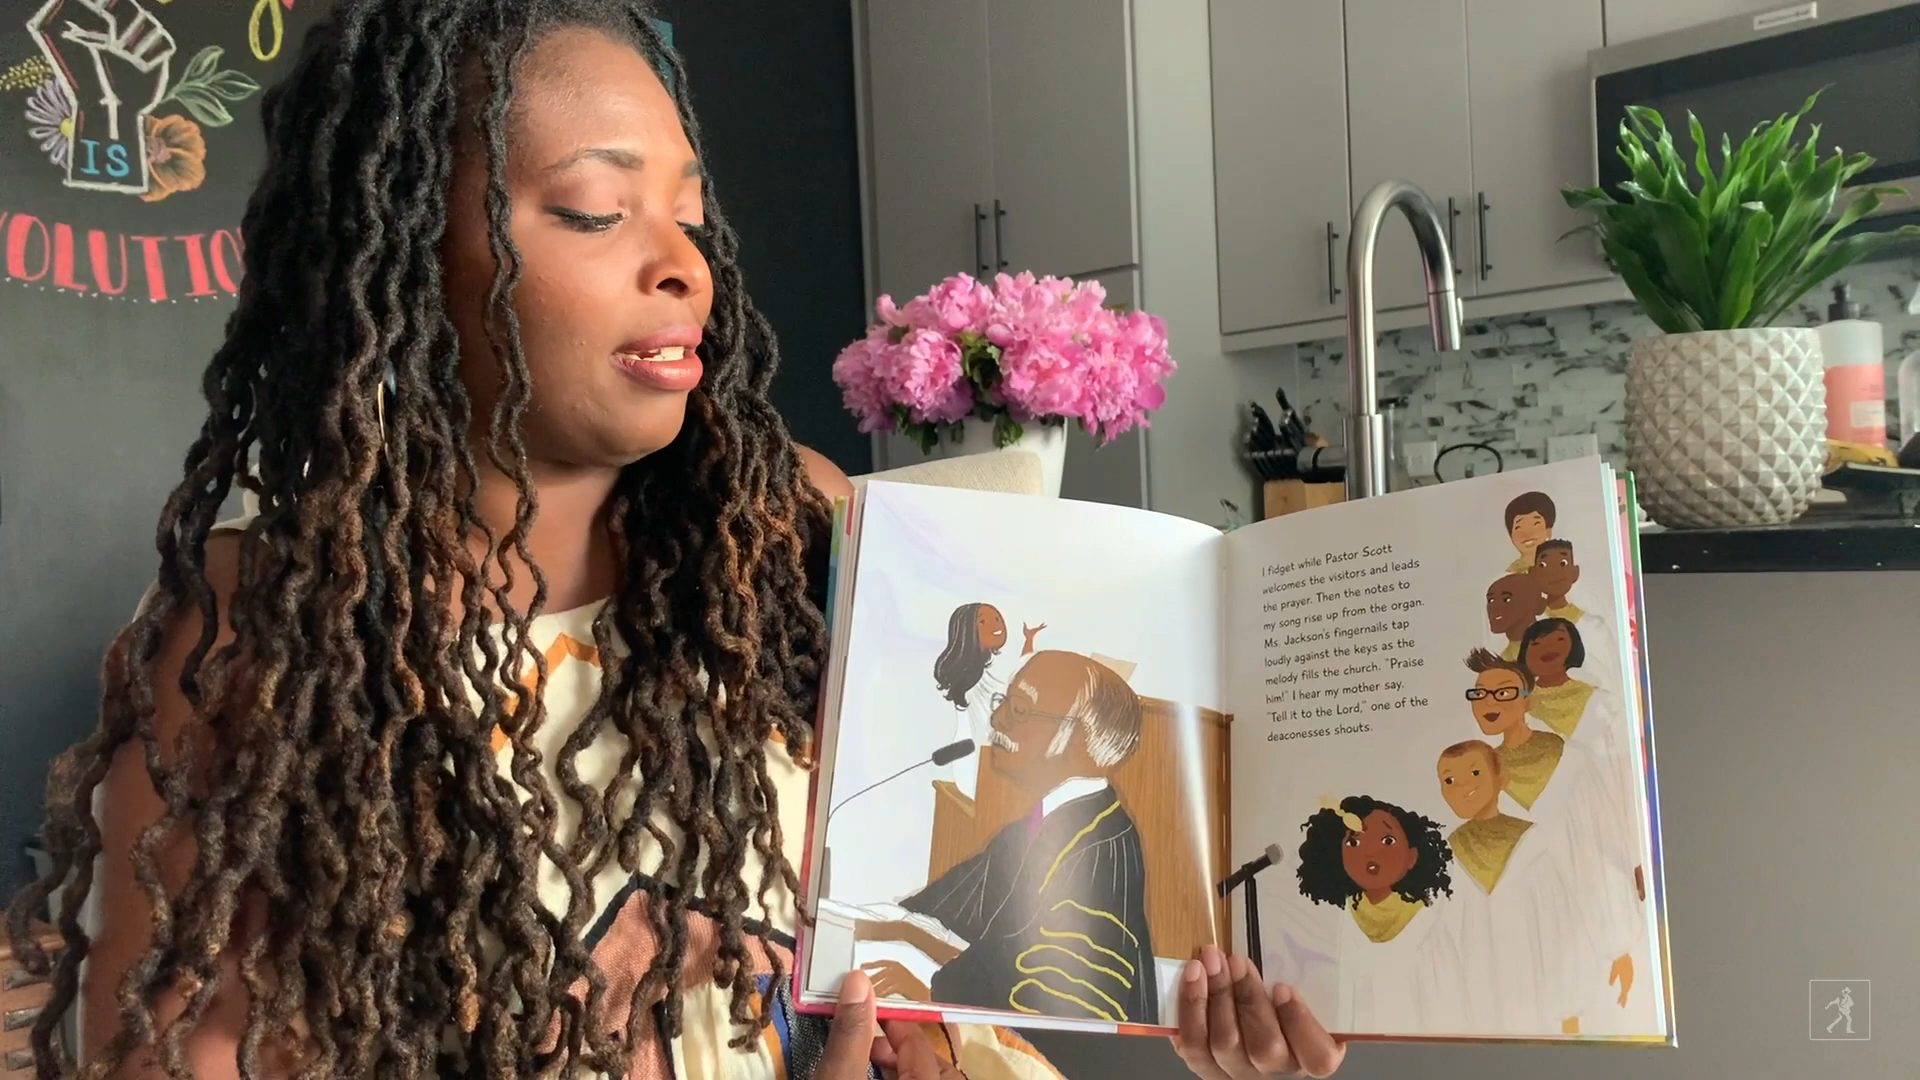 IS
VOLUTIO
I fidget while Pastor Scott
welcomes the visitors and leads
the prayer. Then the notes to
my song rise up from the organ.
Ms. Jackson's fingernails tap
loudly against the keys as the
melody fills the church. "Praise
him!" I hear my mother say.
"Tell it to the Lord," one of the
deaconesses shouts.